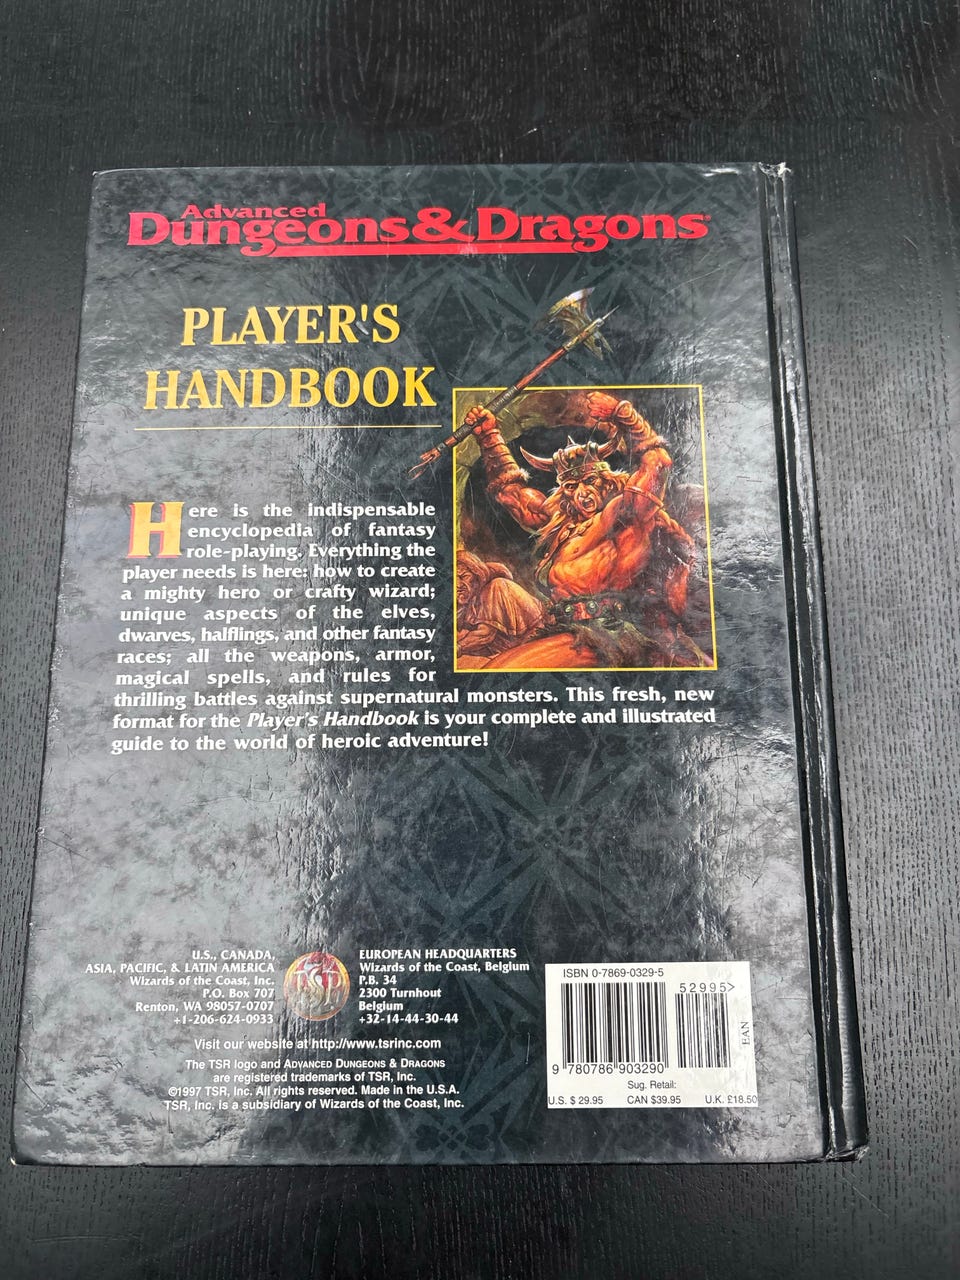 Advanced
Dungeons & Dragons®
PLAYER'S
HANDBOOK
Here is the indispensable
encyclopedia of fantasy
role-playing. Everything the
player needs is here: how to create
a mighty hero or crafty wizard;
unique aspects of the elves,
dwarves, halflings, and other fantasy
races; all the weapons, armor,
magical spells, and rules for
thrilling battles against supernatural monsters. This fresh, new
format for the Player's Handbook is your complete and illustrated
guide to the world of heroic adventure!
U.S., CANADA,
ASIA, PACIFIC, & LATIN AMERICA
Wizards of the Coast, Inc.
P.O. Box 707
Renton, WA 98057-0707
+1-206-624-0933
TSR
EUROPEAN HEADQUARTERS
Wizards of the Coast, Belgium
P.B. 34
2300 Turnhout
Belgium
+32-14-44-30-44
Visit our website at http://www.tsrinc.com
The TSR logo and ADVANCED DUNGEONS & DRAGONS
are registered trademarks of TSR, Inc.
©1997 TSR, Inc. All rights reserved. Made in the U.S.A.
TSR, Inc. is a subsidiary of Wizards of the Coast, Inc.
ISBN 0-7869-0329-5
52995>
EAN
9 780786 903290
Sug. Retail:
U.S. $ 29.95 CAN $39.95 U.K. £18.50